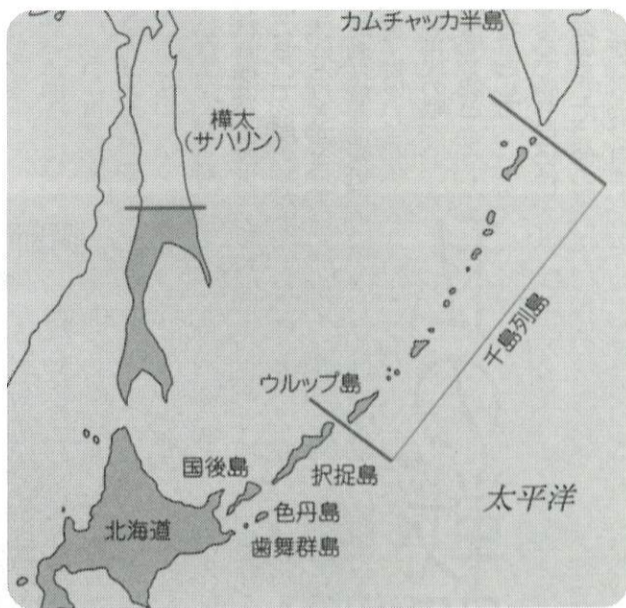 カムチャッカ半島
樺太
(サハリン)
千島列島
ウルップ島
国後島
択捉島
色丹島
太平洋
北海道
歯舞群島